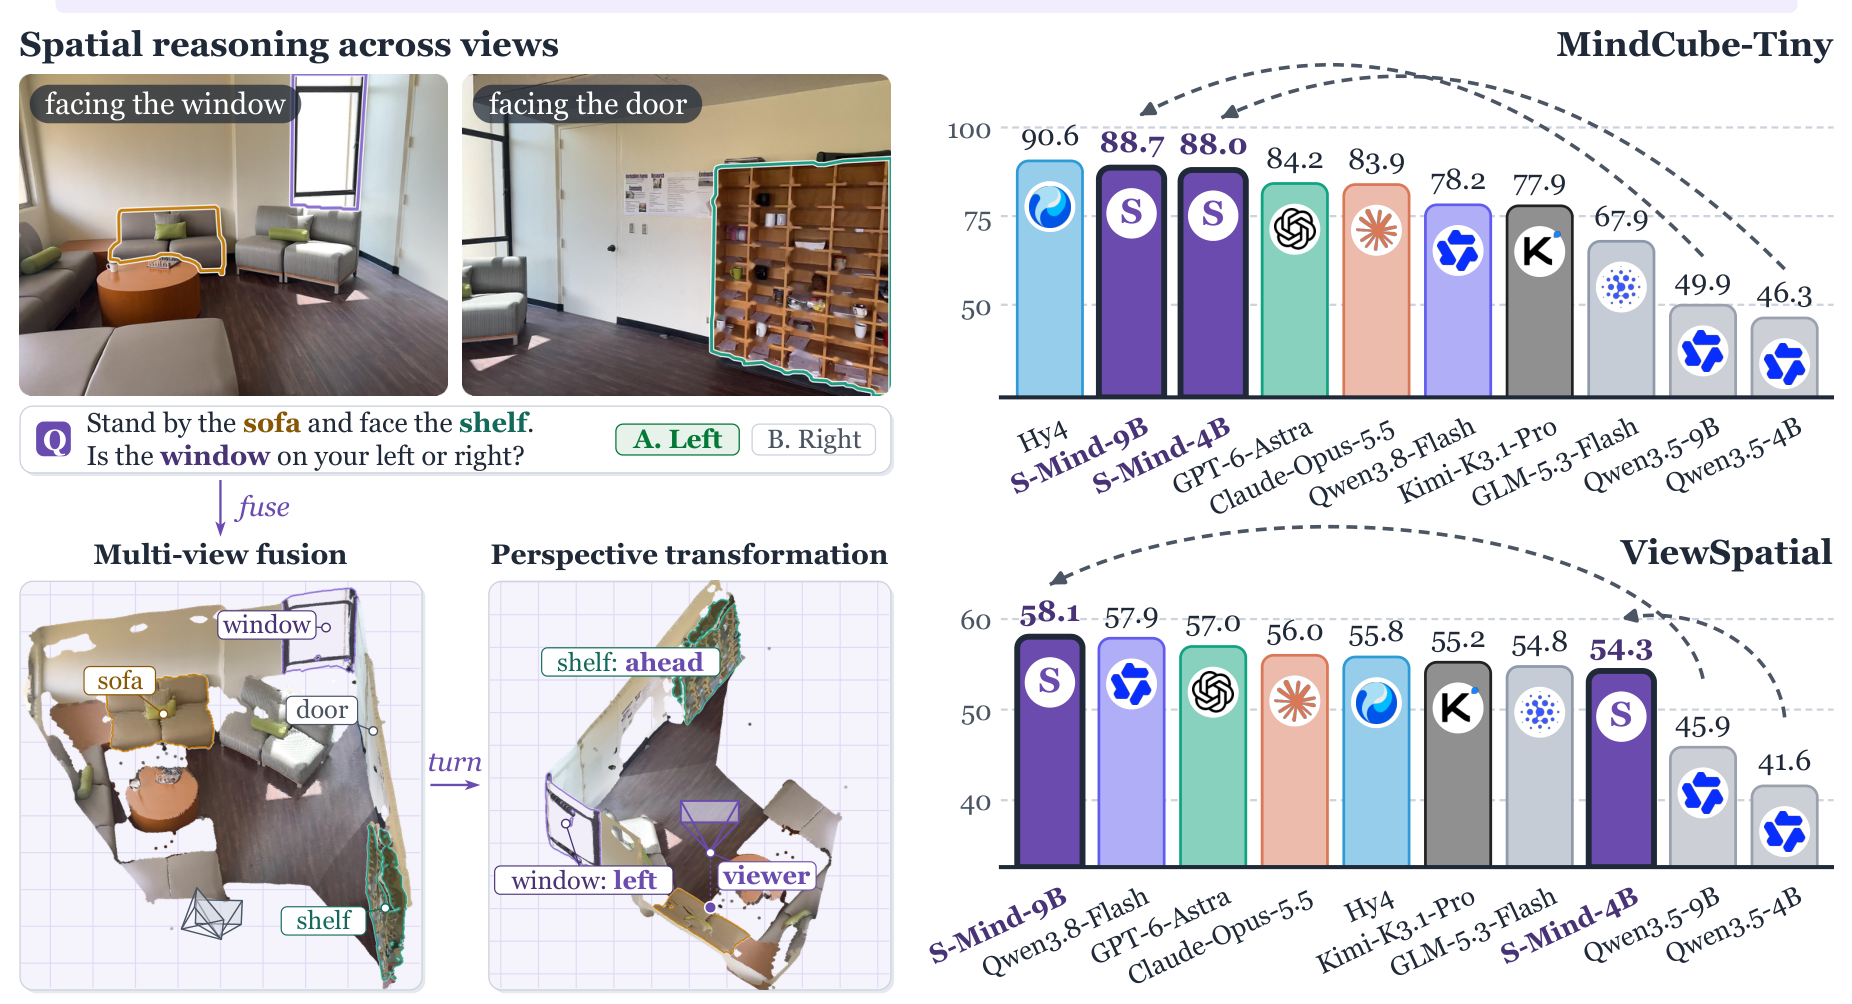 Spatial reasoning across views
facing the window
facing the door
Q
Stand by the sofa and face the shelf.
Is the window on your left or right?
A. Left
B. Right
fuse
Multi-view fusion
window
sofa
door
shelf
turn
Perspective transformation
shelf: ahead
window: left
viewer
MindCube-Tiny
100
75
50
90.6
88.7
88.0
84.2
83.9
78.2
77.9
67.9
49.9
46.3
S
S
K
Hy4
S-Mind-9B
S-Mind-4B
GPT-6-Astra
Claude-Opus-5.5
Qwen3.8-Flash
Kimi-K3.1-Pro
GLM-5.3-Flash
Qwen3.5-9B
Qwen3.5-4B
ViewSpatial
60
50
40
58.1
57.9
57.0
56.0
55.8
55.2
54.8
54.3
45.9
41.6
S
K
S
S-Mind-9B
Qwen3.8-Flash
GPT-6-Astra
Claude-Opus-5.5
Hy4
Kimi-K3.1-Pro
GLM-5.3-Flash
S-Mind-4B
Qwen3.5-9B
Qwen3.5-4B